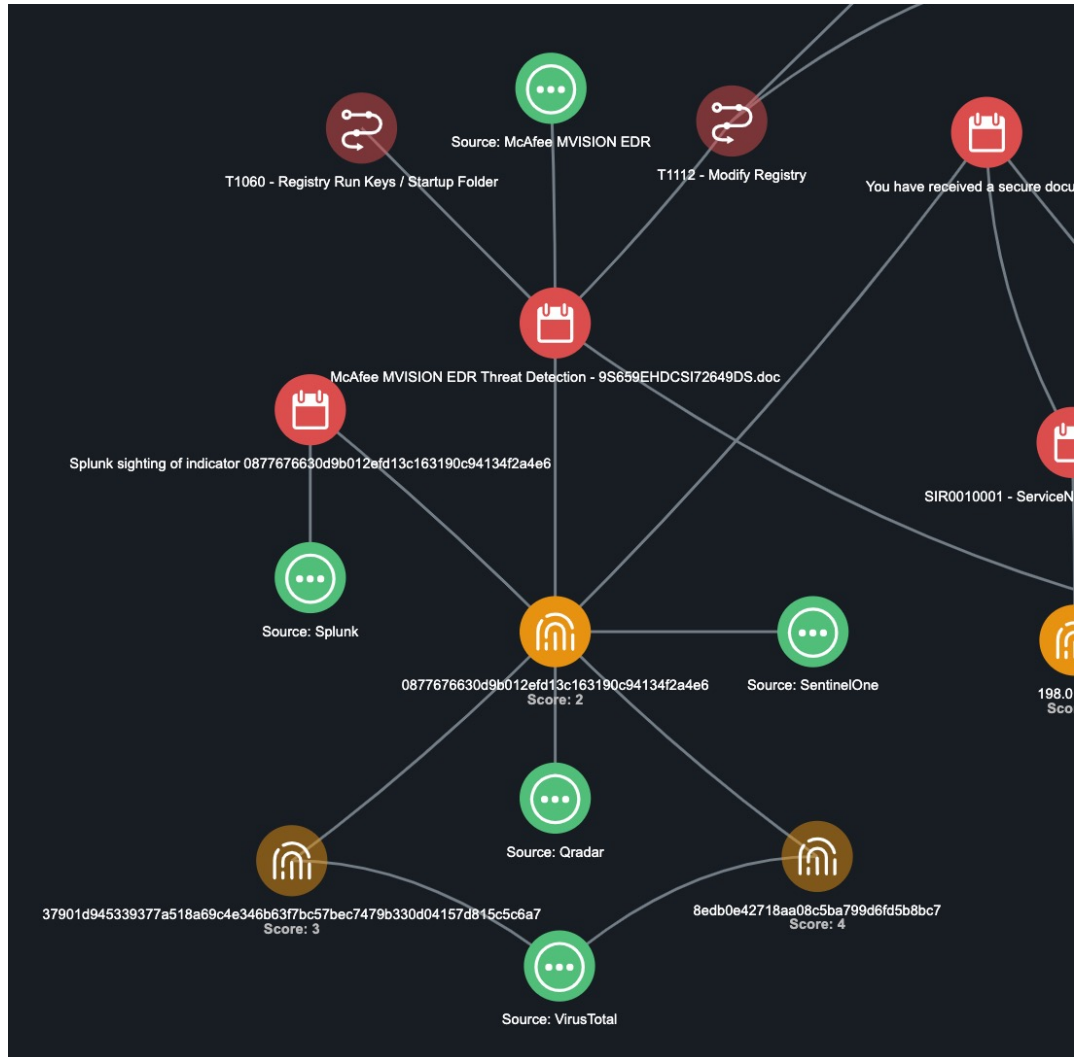 Source: McAfee MVISION EDR
T1060 - Registry Run Keys / Startup Folder
T1112 - Modify Registry
You have received a secure docu
McAfee MVISION EDR Threat Detection - 9S659EHDCSI72649DS.doc
Splunk sighting of indicator 0877676630d9b012efd13c163190c94134f2a4e6
SIR0010001 - ServiceN
Source: Splunk
0877676630d9b012efd13c163190c94134f2a4e6
Score: 2
Source: SentinelOne
198.0
Sco
Source: Qradar
37901d945339377a518a69c4e346b63f7bc57bec7479b330d04157d815c5c6a7
Score: 3
8edb0e42718aa08c5ba799d6fd5b8bc7
Score: 4
Source: VirusTotal